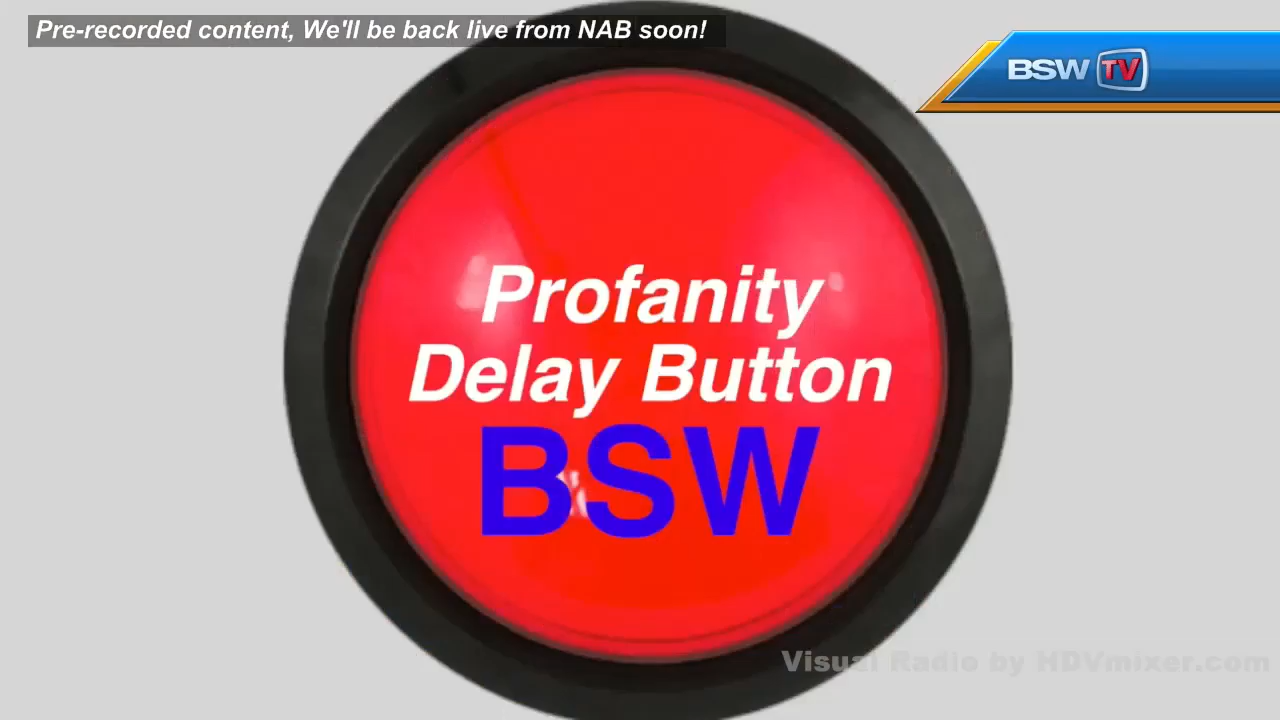 Pre-recorded content, We'll be back live from NAB soon!
BSW TV
Profanity
Delay Button
BSW
Visual Radio by HDVmixer.com